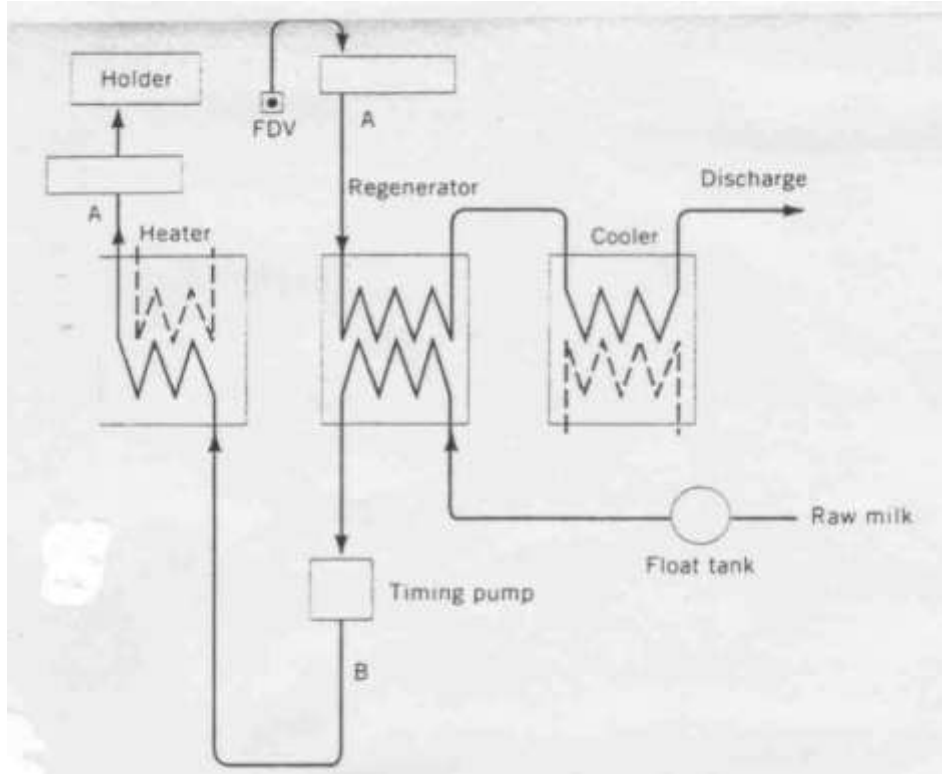 Holder
FDV
A
Regenerator
Discharge
A
Heater
Cooler
Raw milk
Float tank
Timing pump
B